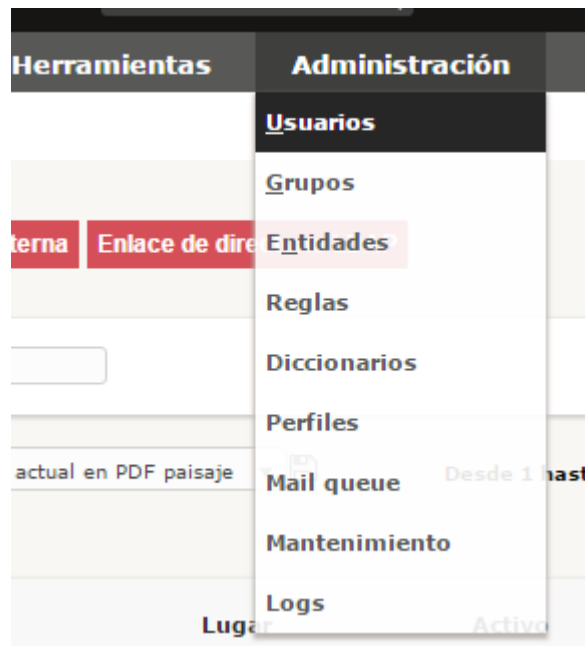 Herramientas Administración
Usuarios
Grupos
terna Enlace de dire
Entidades
Reglas
Diccionarios
Perfiles
actual en PDF paisaje
Mail queue
Desde 1 hast
Mantenimiento
Logs
Lugar
Activo